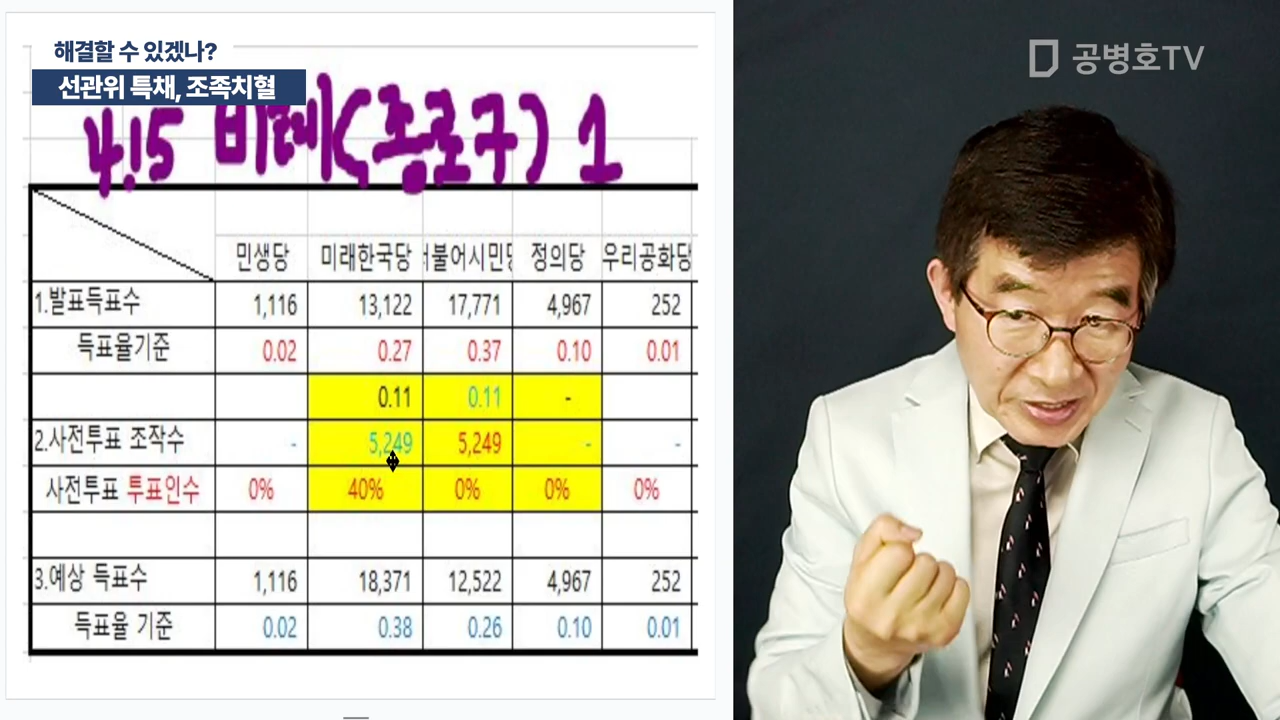 해결할 수 있겠나?
선관위 특채, 조족치혈
공병호TV
4.15 비례(종로구) 1
민생당 미래한국당 더불어시민당 정의당 우리공화당
1.발표득표수 1,116 13,122 17,771 4,967 252
득표율기준 0.02 0.27 0.37 0.10 0.01
0.11 0.11 -
2.사전투표 조작수 - 5,249 5,249 - -
사전투표 투표인수 0% 40% 0% 0% 0%
3.예상 득표수 1,116 18,371 12,522 4,967 252
득표율 기준 0.02 0.38 0.26 0.10 0.01